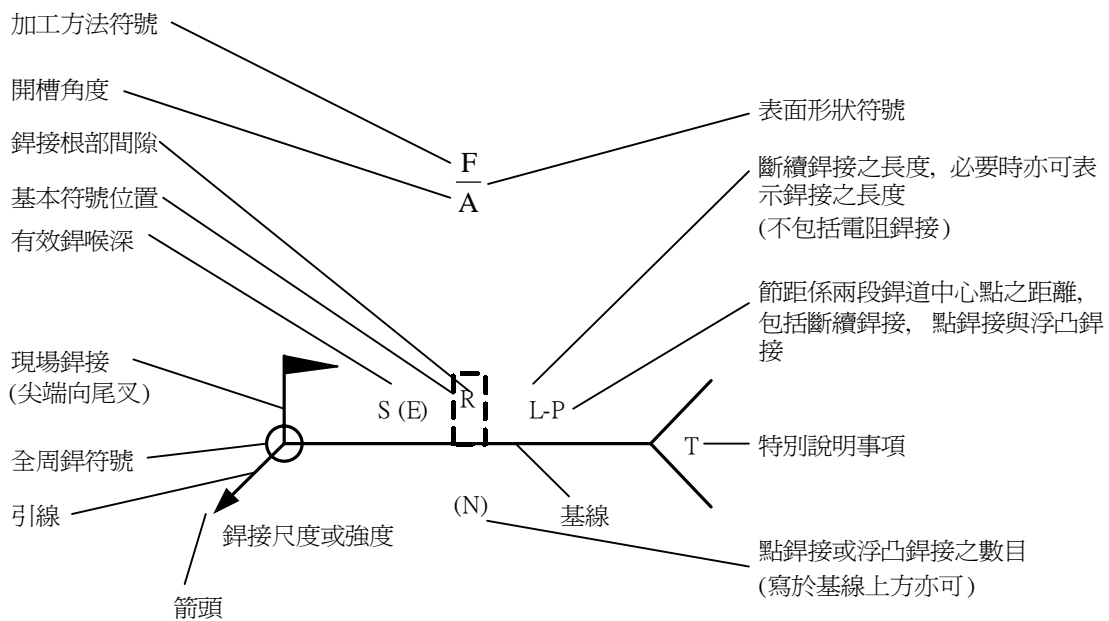 加工方法符號
開槽角度
銲接根部間隙
基本符號位置
有效銲喉深
現場銲接
(尖端向尾叉)
全周銲符號
引線
箭頭
銲接尺度或強度
F
A
S (E)
R
L-P
T
(N)
基線
表面形狀符號
斷續銲接之長度, 必要時亦可表
示銲接之長度
(不包括電阻銲接)
節距係兩段銲道中心點之距離,
包括斷續銲接, 點銲接與浮凸銲
接
特別說明事項
點銲接或浮凸銲接之數目
(寫於基線上方亦可)